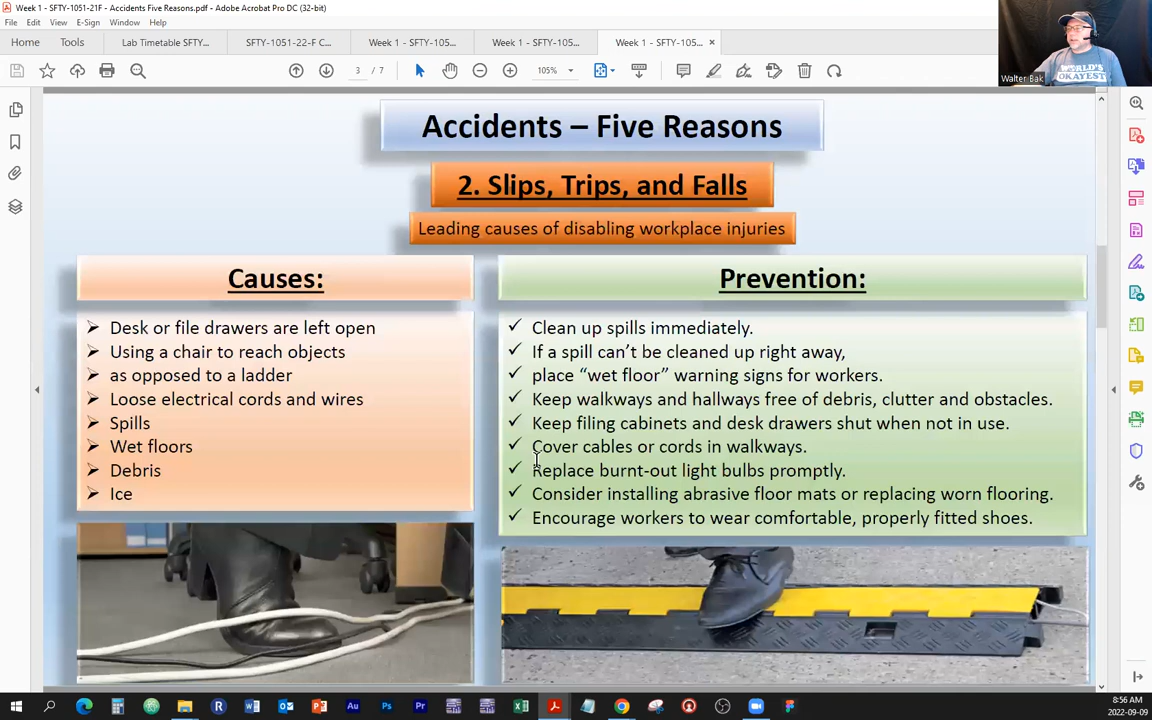 Week 1 - SFTY-1051-21F - Accidents Five Reasons.pdf - Adobe Acrobat Pro DC (32-bit)
File Edit View E-Sign Window Help
Home Tools Lab Timetable SFTY... SFTY-1051-22-F C... Week 1 - SFTY-105... Week 1 - SFTY-105... Week 1 - SFTY-105... ×
3 / 7 105%
WORLD'S
OKAYEST
Walter Bak
Accidents – Five Reasons
2. Slips, Trips, and Falls
Leading causes of disabling workplace injuries
Causes:
Desk or file drawers are left open
Using a chair to reach objects
as opposed to a ladder
Loose electrical cords and wires
Spills
Wet floors
Debris
Ice
Prevention:
Clean up spills immediately.
If a spill can't be cleaned up right away,
place “wet floor” warning signs for workers.
Keep walkways and hallways free of debris, clutter and obstacles.
Keep filing cabinets and desk drawers shut when not in use.
Cover cables or cords in walkways.
Replace burnt-out light bulbs promptly.
Consider installing abrasive floor mats or replacing worn flooring.
Encourage workers to wear comfortable, properly fitted shoes.
8:56 AM
2022-09-09